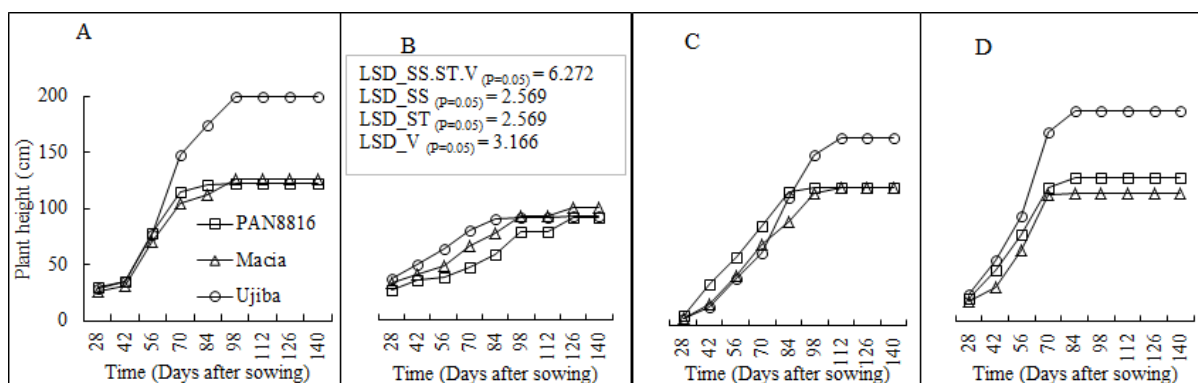 A
B
C
D
LSD_SS.ST.V (P=0.05) = 6.272
LSD_SS (P=0.05) = 2.569
LSD_ST (P=0.05) = 2.569
LSD_V (P=0.05) = 3.166
Plant height (cm)
200
150
100
50
0
PAN8816
Macia
Ujiba
28 42 56 70 84 98 112 126 140
28 42 56 70 84 98 112 126 140
28 42 56 70 84 98 112 126 140
28 42 56 70 84 98 112 126 140
Time (Days after sowing)
Time (Days after sowing)
Time (Days after sowing)
Time (Days after sowing)